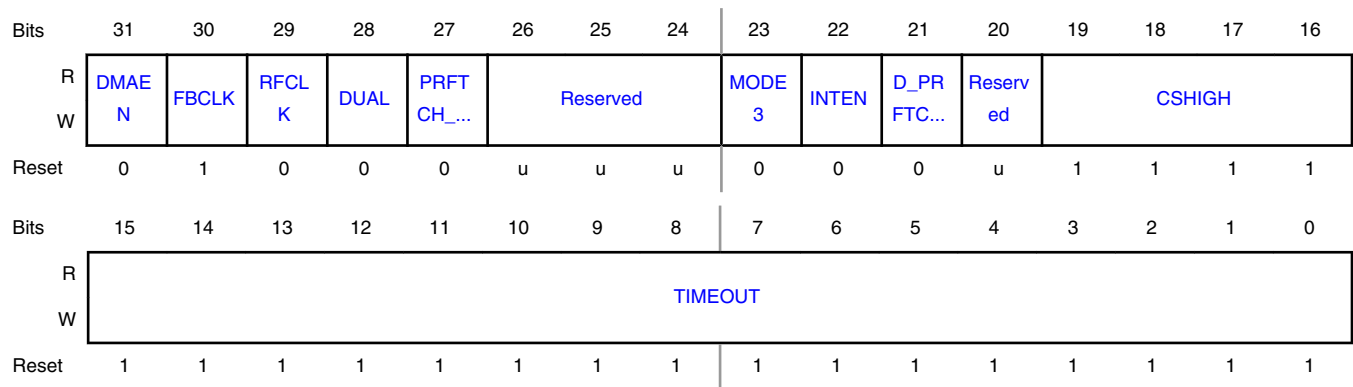 Bits 31 30 29 28 27 26 25 24 23 22 21 20 19 18 17 16
R
W
DMAE
N
FBCLK
RFCL
K
DUAL
PRFT
CH_...
Reserved
MODE
3
INTEN
D_PR
FTC...
Reserv
ed
CSHIGH
Reset 0 1 0 0 0 u u u 0 0 0 u 1 1 1 1
Bits 15 14 13 12 11 10 9 8 7 6 5 4 3 2 1 0
R
W
TIMEOUT
Reset 1 1 1 1 1 1 1 1 1 1 1 1 1 1 1 1